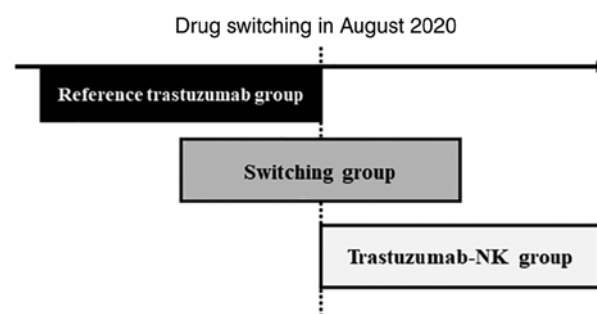 Drug switching in August 2020
Reference trastuzumab group
Switching group
Trastuzumab-NK group